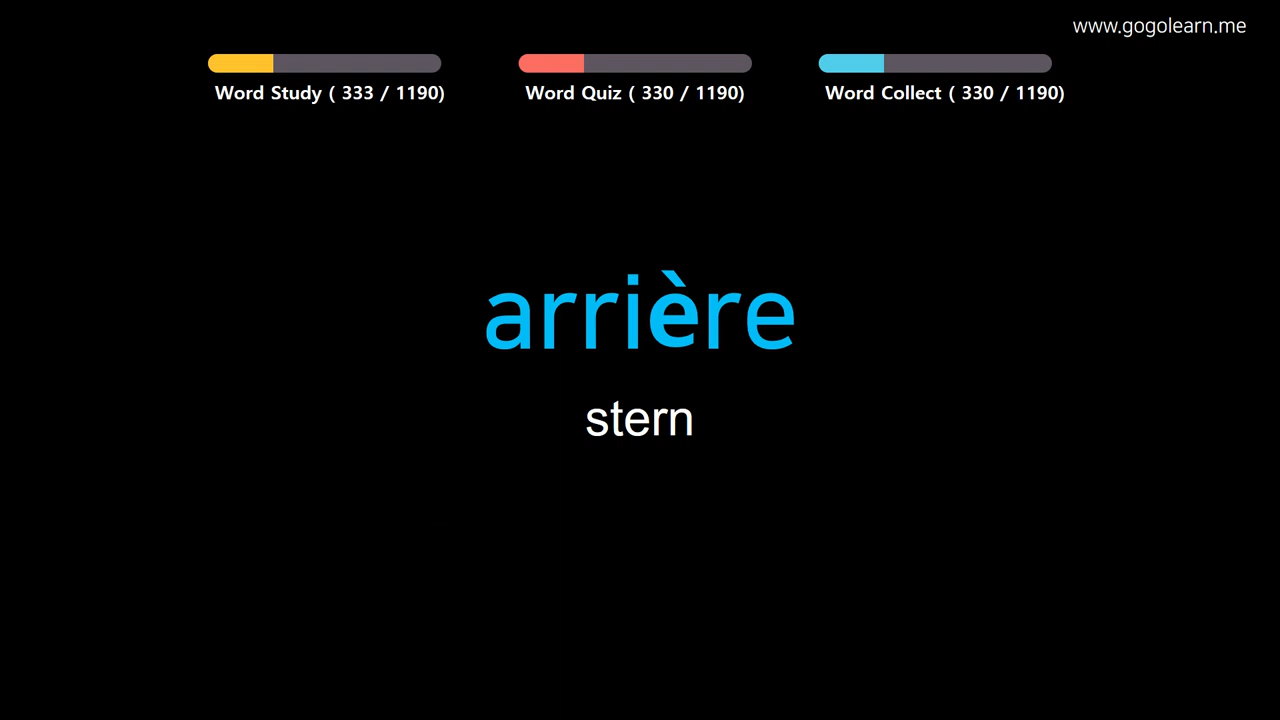 www.gogolearn.me
Word Study ( 333 / 1190)
Word Quiz ( 330 / 1190)
Word Collect ( 330 / 1190)
arrière
stern